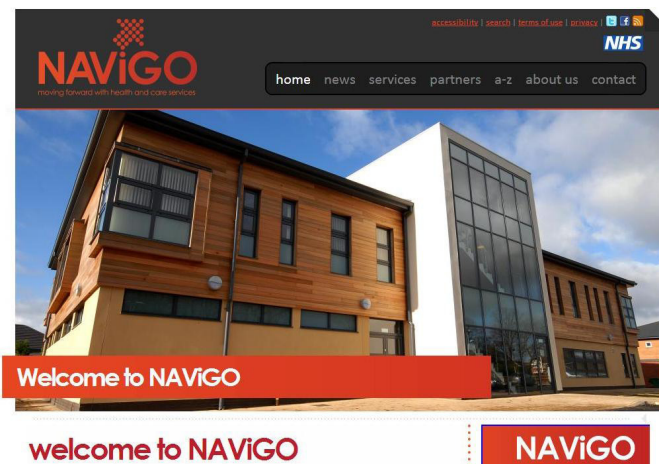 accessibility | search | terms of use | privacy |
NHS
NAViGO
moving forward with health and care services
home news services partners a-z about us contact
Welcome to NAViGO
welcome to NAViGO
NAViGO